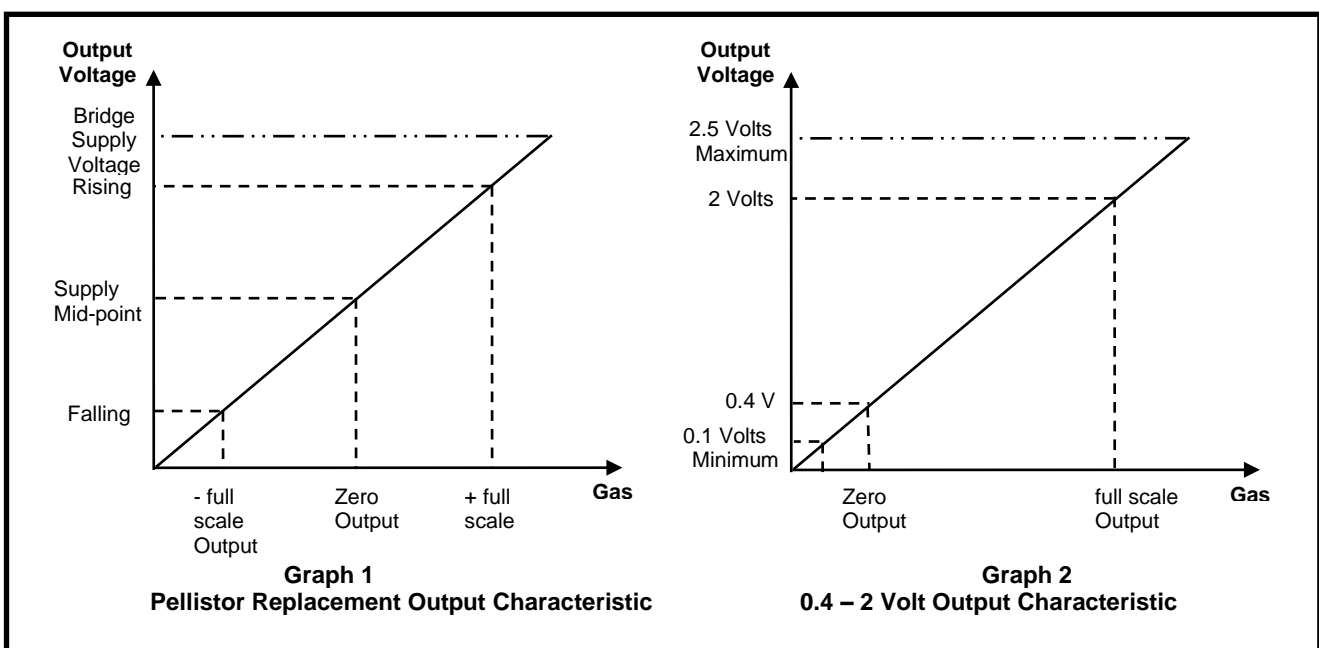 Output
Voltage
Bridge
Supply
Voltage
Rising
Supply
Mid-point
Falling
- full
scale
Output
Zero
Output
+ full
scale
Gas
Graph 1
Pellistor Replacement Output Characteristic
Output
Voltage
2.5 Volts
Maximum
2 Volts
0.4 V
0.1 Volts
Minimum
Zero
Output
full scale
Output
Gas
Graph 2
0.4 – 2 Volt Output Characteristic